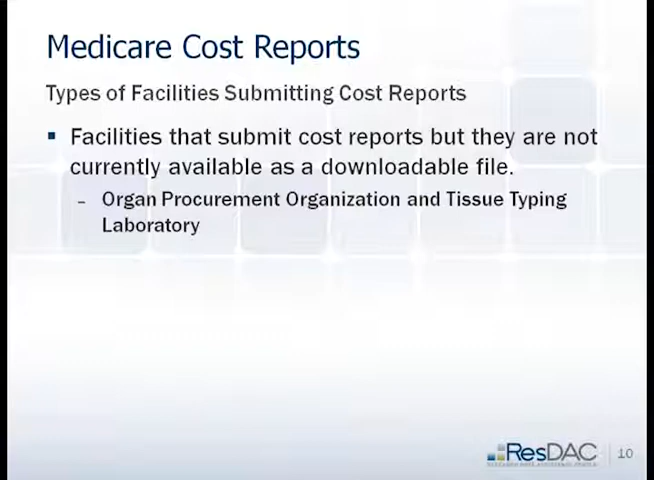 Medicare Cost Reports
Types of Facilities Submitting Cost Reports
Facilities that submit cost reports but they are not
currently available as a downloadable file.
– Organ Procurement Organization and Tissue Typing
Laboratory
ResDAC
10